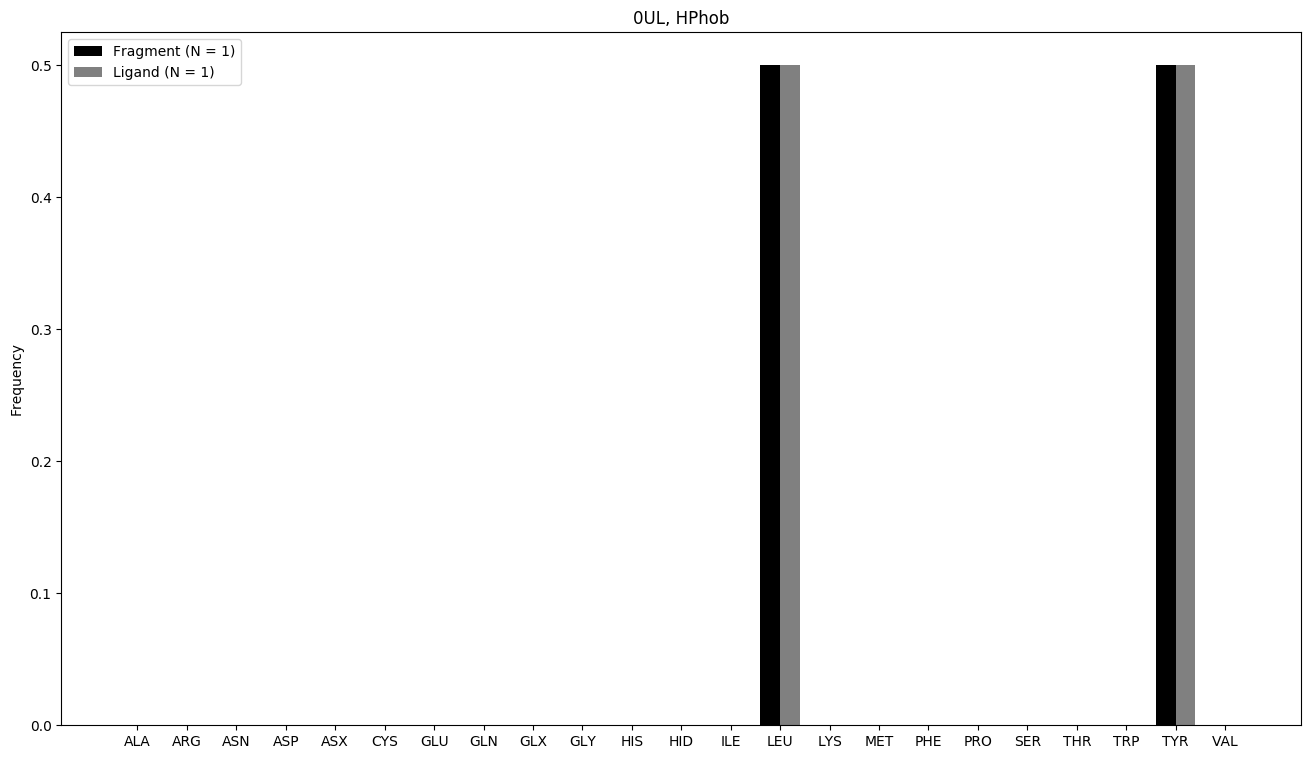 0UL, HPhob
Fragment (N = 1)
Ligand (N = 1)
Frequency
0.5
0.4
0.3
0.2
0.1
0.0
ALA ARG ASN ASP ASX CYS GLU GLN GLX GLY HIS HID ILE LEU LYS MET PHE PRO SER THR TRP TYR VAL